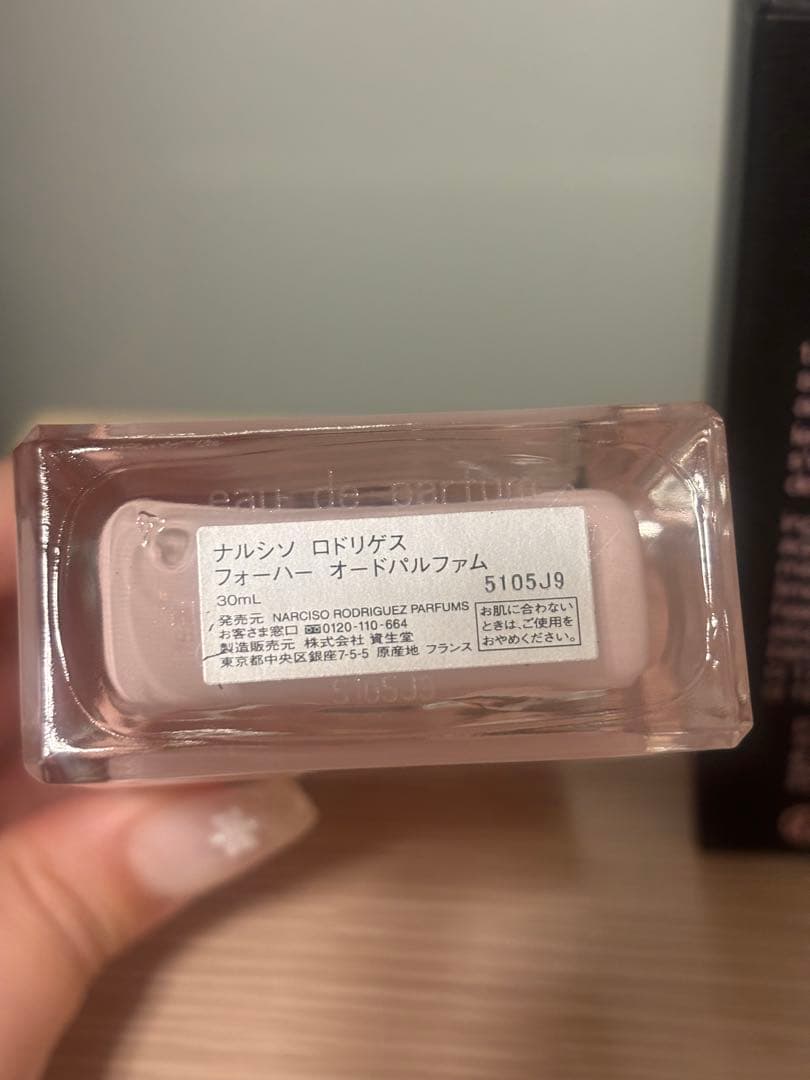 eau de parfum
ナルシソ ロドリゲス
フォーハー オードパルファム
30mL
5105J9
発売元 NARCISO RODRIGUEZ PARFUMS
お客さま窓口 0120-110-664
製造販売元 株式会社 資生堂
東京都中央区銀座7-5-5 原産地 フランス
お肌に合わない
ときは、ご使用を
おやめください。
5105J9